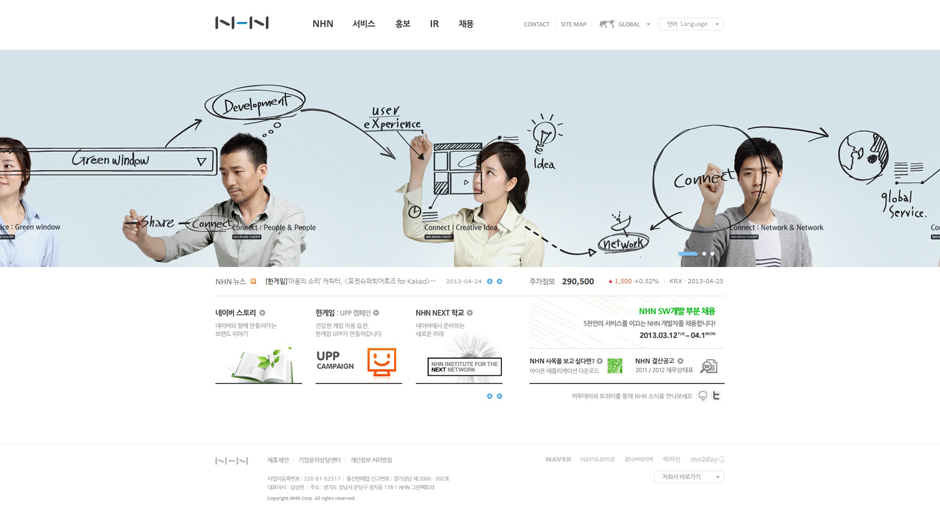 NHN
NHN 서비스 홍보 IR 채용
CONTACT SITE MAP GLOBAL 언어 Language
Development
user
eXperience
Idea
Green window
Share
Connect
Connect
global
Service.
network
: Green window
Connect : People & People
Connect : Creative Idea
Connect : Network & Network
NHN 뉴스 [한게임]'마음의 소리' 캐릭터, <포켓슈퍼히어로즈 for Kakao>… 2013-04-24
주가정보 290,500 ▲ 1,500 +0.52% KRX · 2013-04-25
네이버 스토리
네이버와 함께 만들어가는
브랜드 이야기
한게임 : UPP 캠페인
건강한 게임 이용 습관,
한게임 UPP가 만들어갑니다.
UPP
CAMPAIGN
NHN NEXT 학교
네이버에서 준비하는
새로운 미래
NHN INSTITUTE FOR THE
NEXT NETWORK
NHN SW개발 부문 채용
5천만의 서비스를 이끄는 NHN 개발자를 채용합니다!
2013.03.12TUE ~ 04.1MON
NHN 사옥을 보고 싶다면?
아이폰 애플리케이션 다운로드
NHN 결산공고
2011 / 2012 재무상태표
미투데이와 트위터를 통해 NHN 소식을 만나보세요
NHN
제휴제안 기업윤리상담센터 개인정보 처리방침
사업자등록번호 : 220-81-62517 통신판매업 신고번호 : 경기성남 제 2006 - 692호
대표이사 : 김상헌 주소 : 경기도 성남시 분당구 정자동 178-1 NHN 그린팩토리
Copyright NHN Corp. All rights reserved.
NAVER HANGAME 쥬니어네이버 해피빈 me2day
자회사 바로가기